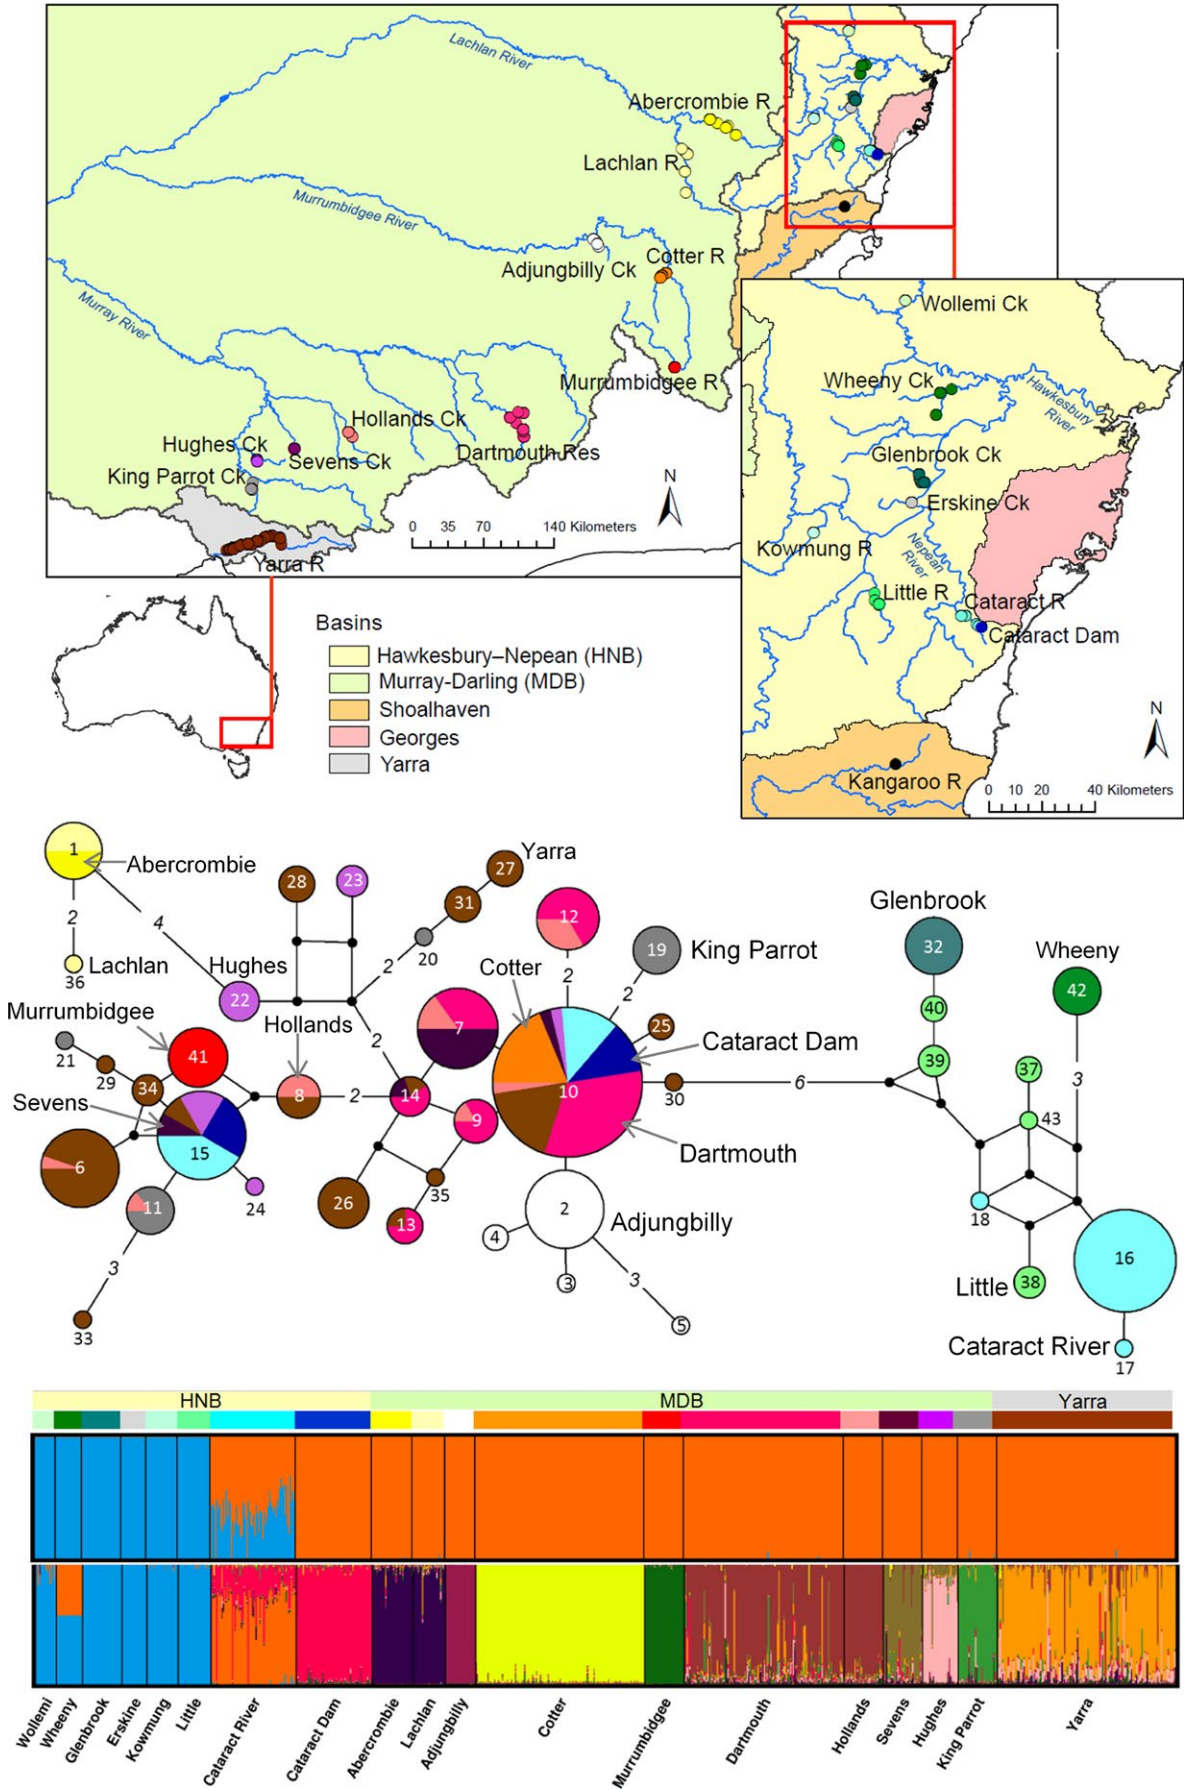 Lachlan River
Abercrombie R
Lachlan R
Murrumbidgee River
Adjungbilly Ck
Cotter R
Murray River
Murrumbidgee R
Hollands Ck
Hughes Ck
Sevens Ck
Dartmouth Res
King Parrot Ck
Yarra R
N
0 35 70 140 Kilometers
Wollemi Ck
Wheeny Ck
Hawkesbury
River
Glenbrook Ck
Erskine Ck
Kowmung R
Nepean
River
Little R
Cataract R
Cataract Dam
N
Kangaroo R
0 10 20 40 Kilometers
Basins
Hawkesbury–Nepean (HNB)
Murray-Darling (MDB)
Shoalhaven
Georges
Yarra
1
Abercrombie
2
4
36
Lachlan
Hughes
22
28
23
27
Yarra
31
20
2
12
2
19
King Parrot
2
Cotter
Murrumbidgee
Hollands
2
7
25
Cataract Dam
21
29
41
34
8
2
14
9
10
30
6
Sevens
15
Dartmouth
6
24
11
26
35
13
2
Adjungbilly
4
3
3
5
3
33
Glenbrook
32
Wheeny
42
40
39
37
3
43
18
16
Little
38
Cataract River
17
HNB MDB Yarra
Wollemi
Wheeny
Glenbrook
Erskine
Kowmung
Little
Cataract River
Cataract Dam
Abercrombie
Lachlan
Adjungbilly
Cotter
Murrumbidgee
Dartmouth
Hollands
Sevens
Hughes
King Parrot
Yarra